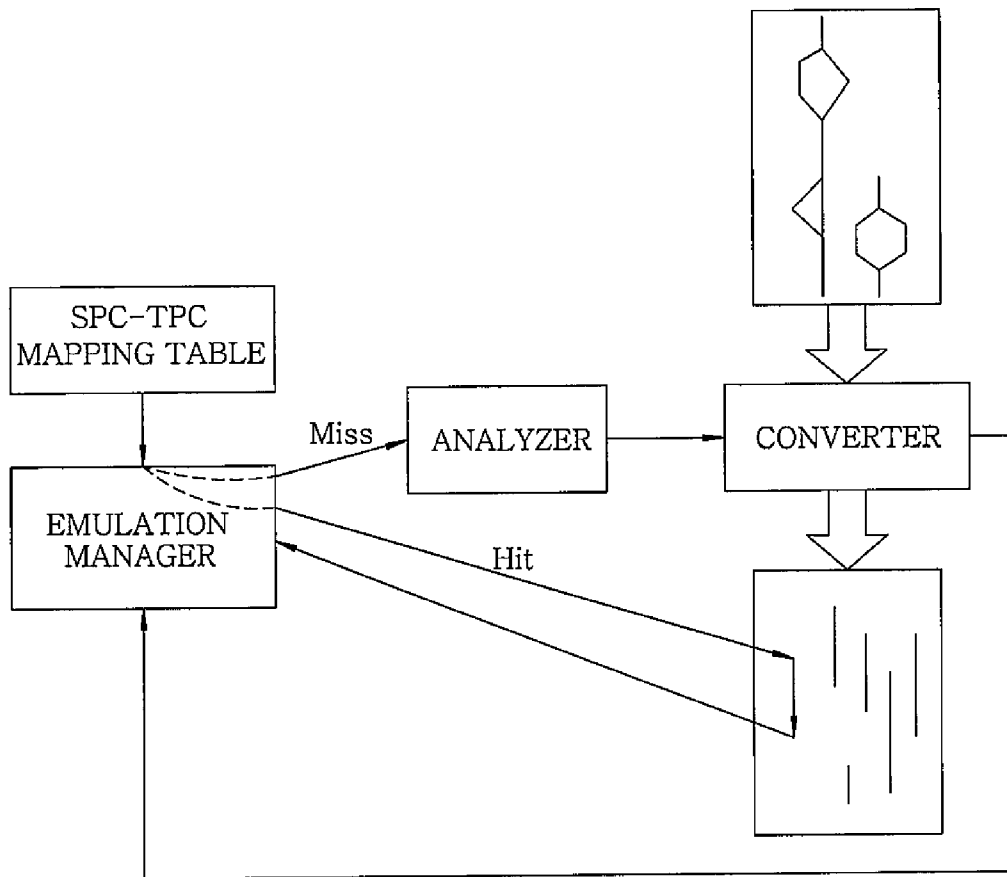 SPC-TPC
MAPPING TABLE
Miss
ANALYZER
CONVERTER
EMULATION
MANAGER
Hit